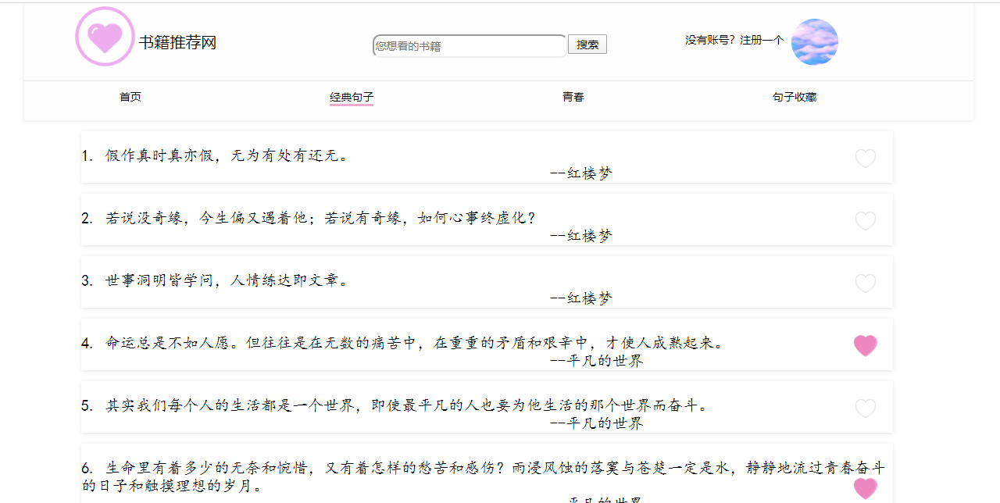 书籍推荐网
您想看的书籍 搜索
没有账号？注册一个
首页 经典句子 青春 句子收藏
1. 假作真时真亦假，无为有处有还无。
--红楼梦
2. 若说没奇缘，今生偏又遇着他；若说有奇缘，如何心事终虚化？
--红楼梦
3. 世事洞明皆学问，人情练达即文章。
--红楼梦
4. 命运总是不如人愿。但往往是在无数的痛苦中，在重重的矛盾和艰辛中，才使人成熟起来。
--平凡的世界
5. 其实我们每个人的生活都是一个世界，即使最平凡的人也要为他生活的那个世界而奋斗。
--平凡的世界
6. 生命里有着多少的无奈和惋惜，又有着怎样的愁苦和感伤？雨浸风蚀的落寞与苍楚一定是水，静静地流过青春奋斗
的日子和触摸理想的岁月。
--平凡的世界